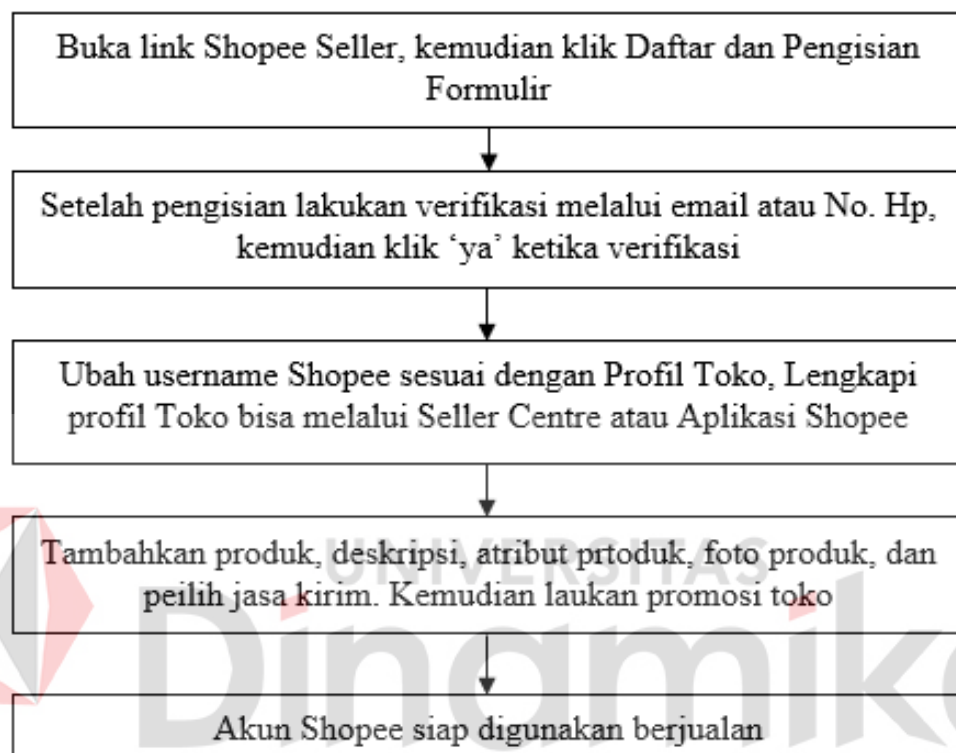 Buka link Shopee Seller, kemudian klik Daftar dan Pengisian
Formulir
Setelah pengisian lakukan verifikasi melalui email atau No. Hp,
kemudian klik ‘ya’ ketika verifikasi
Ubah username Shopee sesuai dengan Profil Toko, Lengkapi
profil Toko bisa melalui Seller Centre atau Aplikasi Shopee
Tambahkan produk, deskripsi, atribut prtoduk, foto produk, dan
peilih jasa kirim. Kemudian laukan promosi toko
UNIVERSITAS
Dinamika
Akun Shopee siap digunakan berjualan